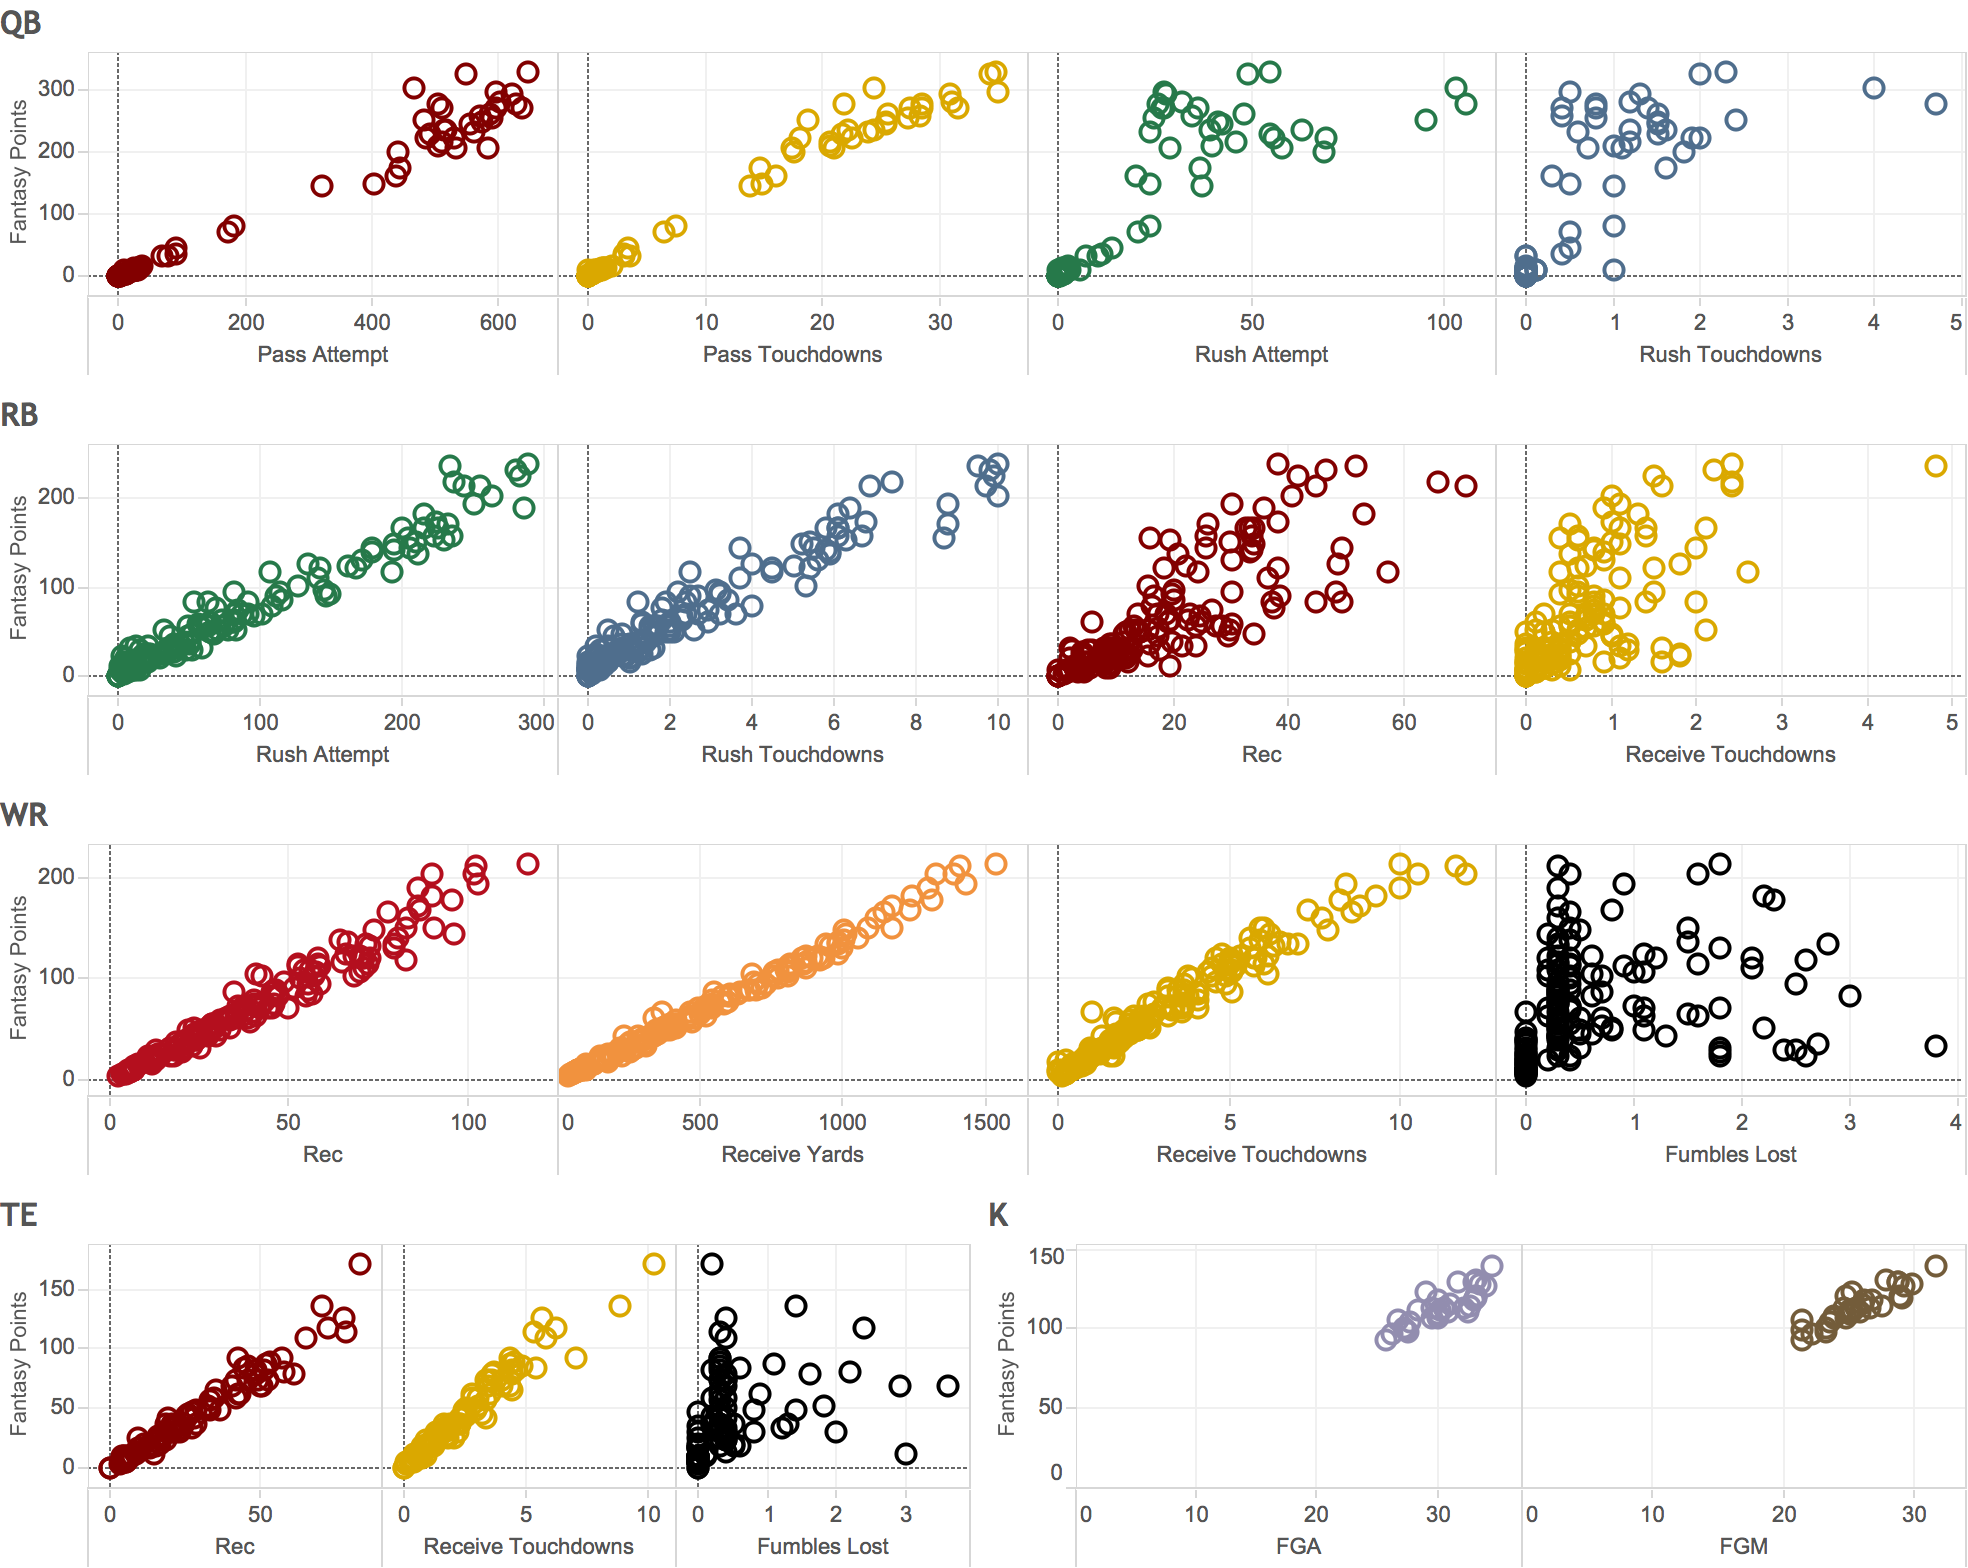 QB
Fantasy Points
300
200
100
0
0 200 400 600
Pass Attempt
0 10 20 30
Pass Touchdowns
0 50 100
Rush Attempt
0 1 2 3 4 5
Rush Touchdowns
RB
Fantasy Points
200
100
0
0 100 200 300
Rush Attempt
0 2 4 6 8 10
Rush Touchdowns
0 20 40 60
Rec
0 1 2 3 4 5
Receive Touchdowns
WR
Fantasy Points
200
100
0
0 50 100
Rec
0 500 1000 1500
Receive Yards
0 5 10
Receive Touchdowns
0 1 2 3 4
Fumbles Lost
TE
Fantasy Points
150
100
50
0
0 50
Rec
0 5 10
Receive Touchdowns
0 1 2 3
Fumbles Lost
K
Fantasy Points
150
100
50
0
0 10 20 30
FGA
0 10 20 30
FGM